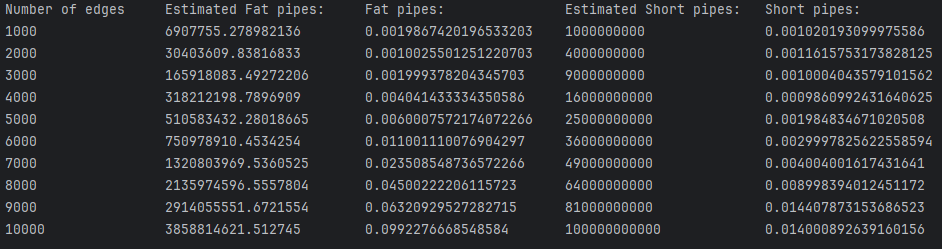 Number of edges Estimated Fat pipes: Fat pipes: Estimated Short pipes: Short pipes:
1000 6907755.278982136 0.0019867420196533203 1000000000 0.001020193099975586
2000 30403609.83816833 0.0010025501251220703 4000000000 0.0011615753173828125
3000 165918083.49272206 0.001999378204345703 9000000000 0.0010004043579101562
4000 318212198.7896909 0.004041433334350586 16000000000 0.0009860992431640625
5000 510583432.28018665 0.0060007572174072266 25000000000 0.001984834671020508
6000 750978910.4534254 0.011001110076904297 36000000000 0.0029997825622558594
7000 1320803969.5360525 0.023508548736572266 49000000000 0.004004001617431641
8000 2135974596.5557804 0.04500222206115723 64000000000 0.008998394012451172
9000 2914055551.6721554 0.06320929527282715 81000000000 0.014407873153686523
10000 3858814621.512745 0.0992276668548584 100000000000 0.014000892639160156